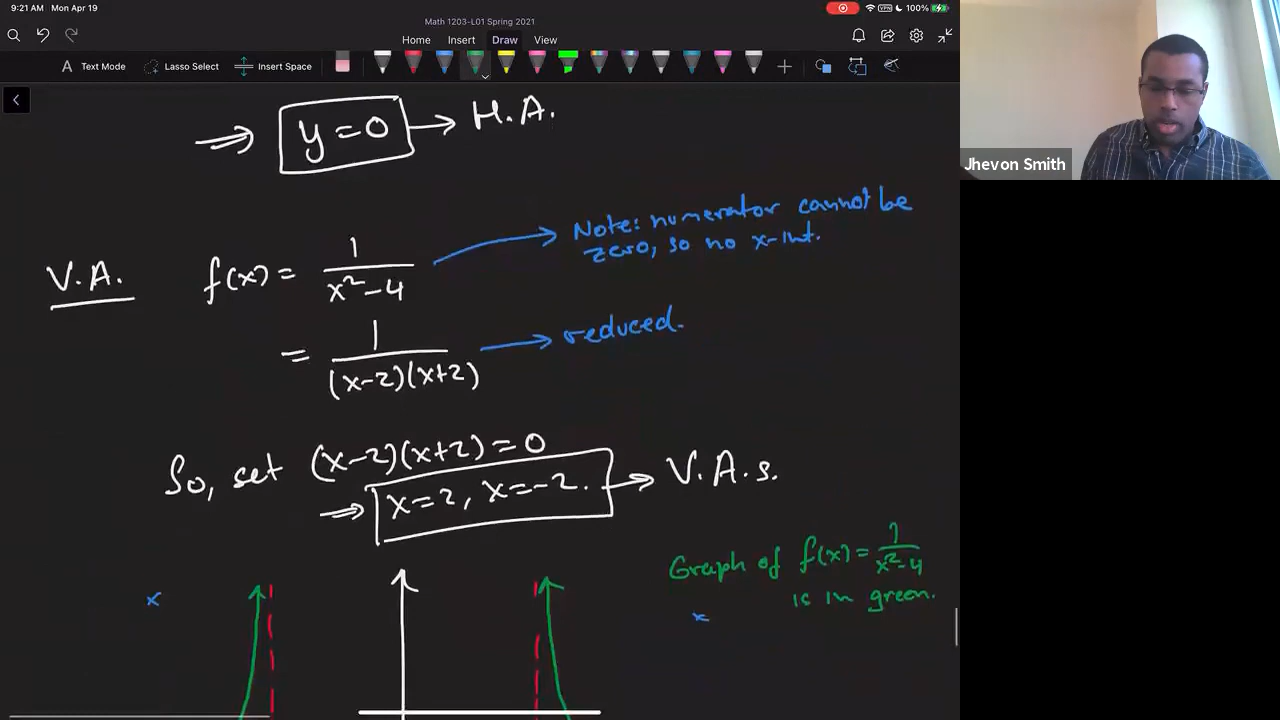 9:21 AM Mon Apr 19
100%
Math 1203-L01 Spring 2021
Home Insert Draw View
Text Mode Lasso Select Insert Space
⇒ y=0 → H.A.
V.A. f(x) = 1/(x²-4) → Note: numerator cannot be
zero, so no x-int.
= 1/((x-2)(x+2)) → reduced.
So, set (x-2)(x+2)=0
⇒ x=2, x=-2. → V.A.s.
Graph of f(x)= 1/(x²-4)
is in green.
x
x
Jhevon Smith